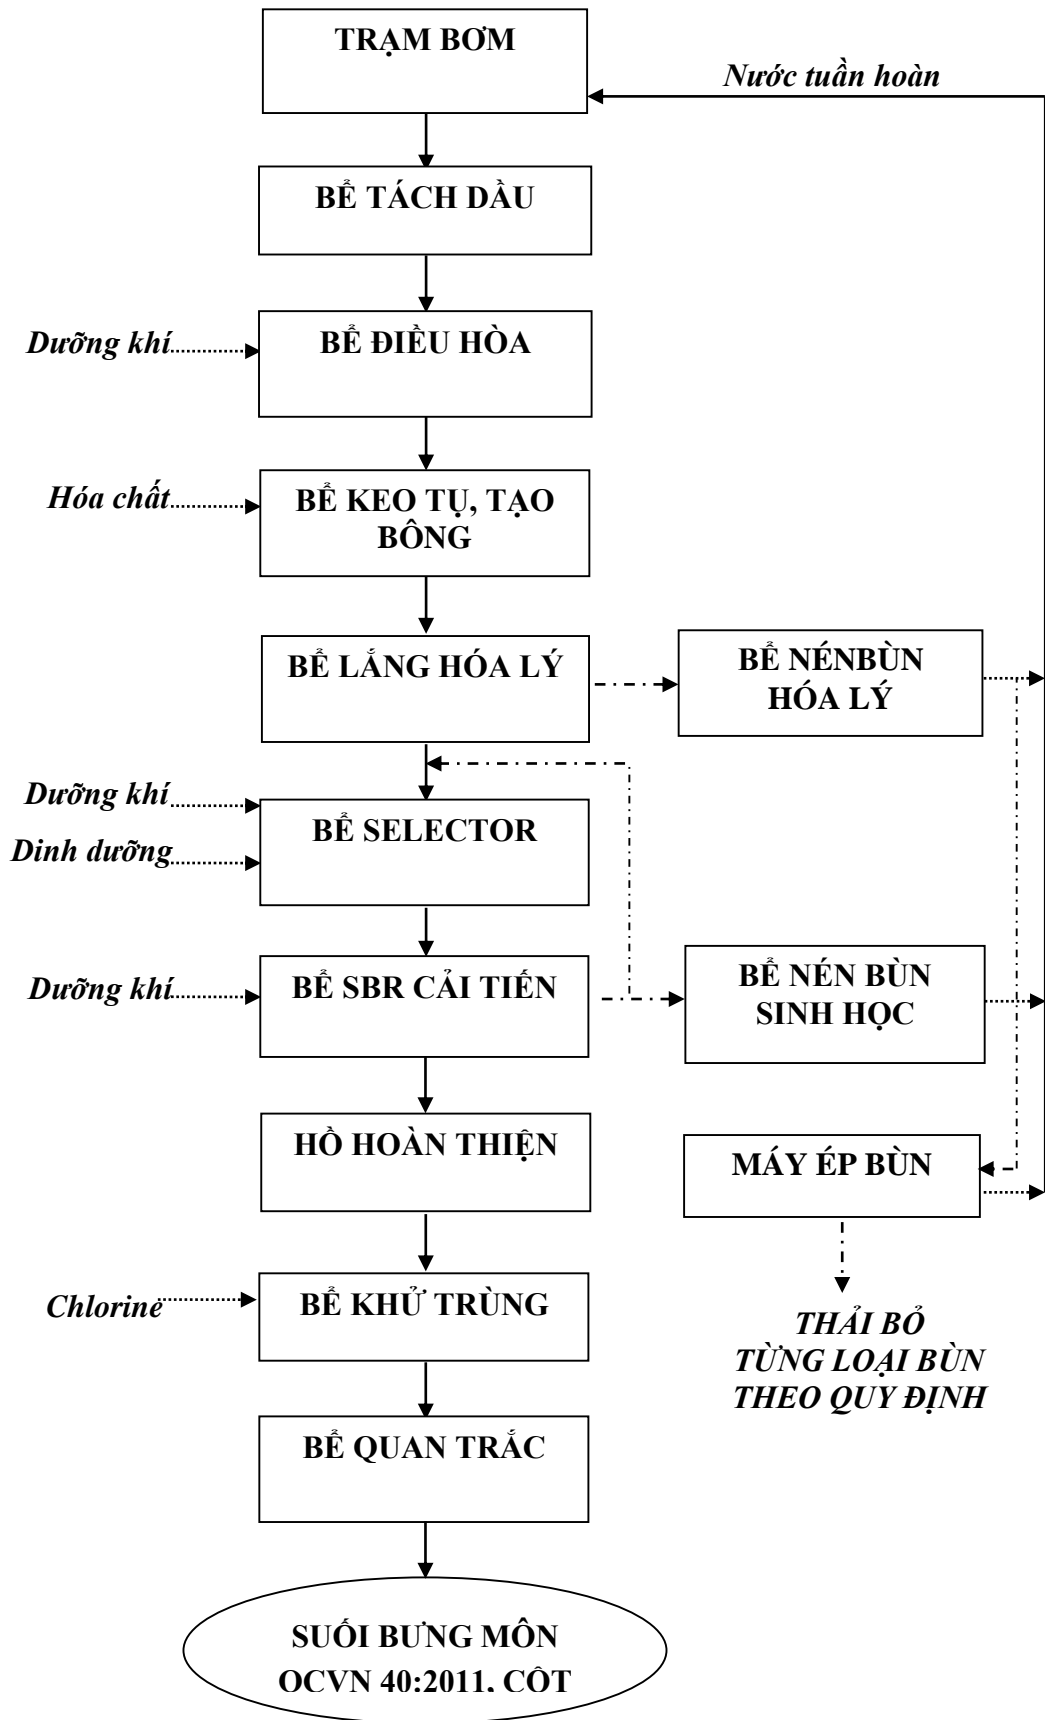 TRẠM BƠM
Nước tuần hoàn
BỂ TÁCH DẦU
Dưỡng khí
BỂ ĐIỀU HÒA
Hóa chất
BỂ KEO TỤ, TẠO
BÔNG
BỂ LẮNG HÓA LÝ
BỂ NÉNBÙN
HÓA LÝ
Dưỡng khí
Dinh dưỡng
BỂ SELECTOR
Dưỡng khí
BỂ SBR CẢI TIẾN
BỂ NÉN BÙN
SINH HỌC
HỒ HOÀN THIỆN
MÁY ÉP BÙN
Chlorine
BỂ KHỬ TRÙNG
THẢI BỎ
TỪNG LOẠI BÙN
THEO QUY ĐỊNH
BỂ QUAN TRẮC
SUỐI BƯNG MÔN
QCVN 40:2011, CỘT